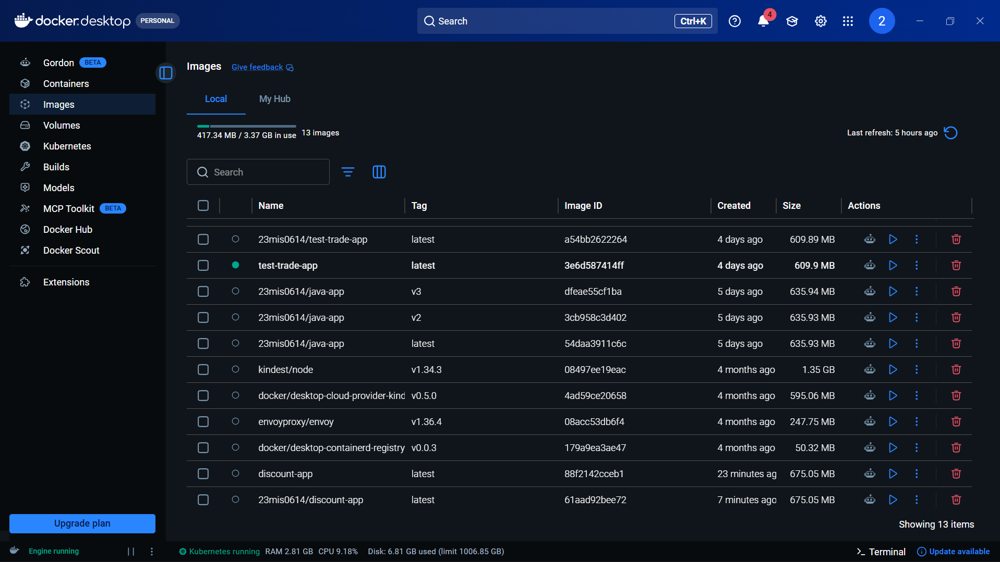 docker.desktop PERSONAL
Search Ctrl+K
4
2
Gordon BETA
Containers
Images
Volumes
Kubernetes
Builds
Models
MCP Toolkit BETA
Docker Hub
Docker Scout
Extensions
Upgrade plan
Images Give feedback
Local My Hub
417.34 MB / 3.37 GB in use 13 images
Last refresh: 5 hours ago
Search
Name Tag Image ID Created Size Actions
23mis0614/test-trade-app latest a54bb2622264 4 days ago 609.89 MB
test-trade-app latest 3e6d587414ff 4 days ago 609.9 MB
23mis0614/java-app v3 dfeae55cf1ba 5 days ago 635.94 MB
23mis0614/java-app v2 3cb958c3d402 5 days ago 635.93 MB
23mis0614/java-app latest 54daa3911c6c 5 days ago 635.93 MB
kindest/node v1.34.3 08497ee19eac 4 months ago 1.35 GB
docker/desktop-cloud-provider-kind v0.5.0 4ad59ce20658 4 months ago 595.06 MB
envoyproxy/envoy v1.36.4 08acc53db6f4 4 months ago 247.75 MB
docker/desktop-containerd-registry v0.0.3 179a9ea3ae47 4 months ago 50.32 MB
discount-app latest 88f2142cceb1 23 minutes ag 675.05 MB
23mis0614/discount-app latest 61aad92bee72 7 minutes ago 675.05 MB
Showing 13 items
Engine running
Kubernetes running RAM 2.81 GB CPU 9.18% Disk: 6.81 GB used (limit 1006.85 GB)
Terminal Update available